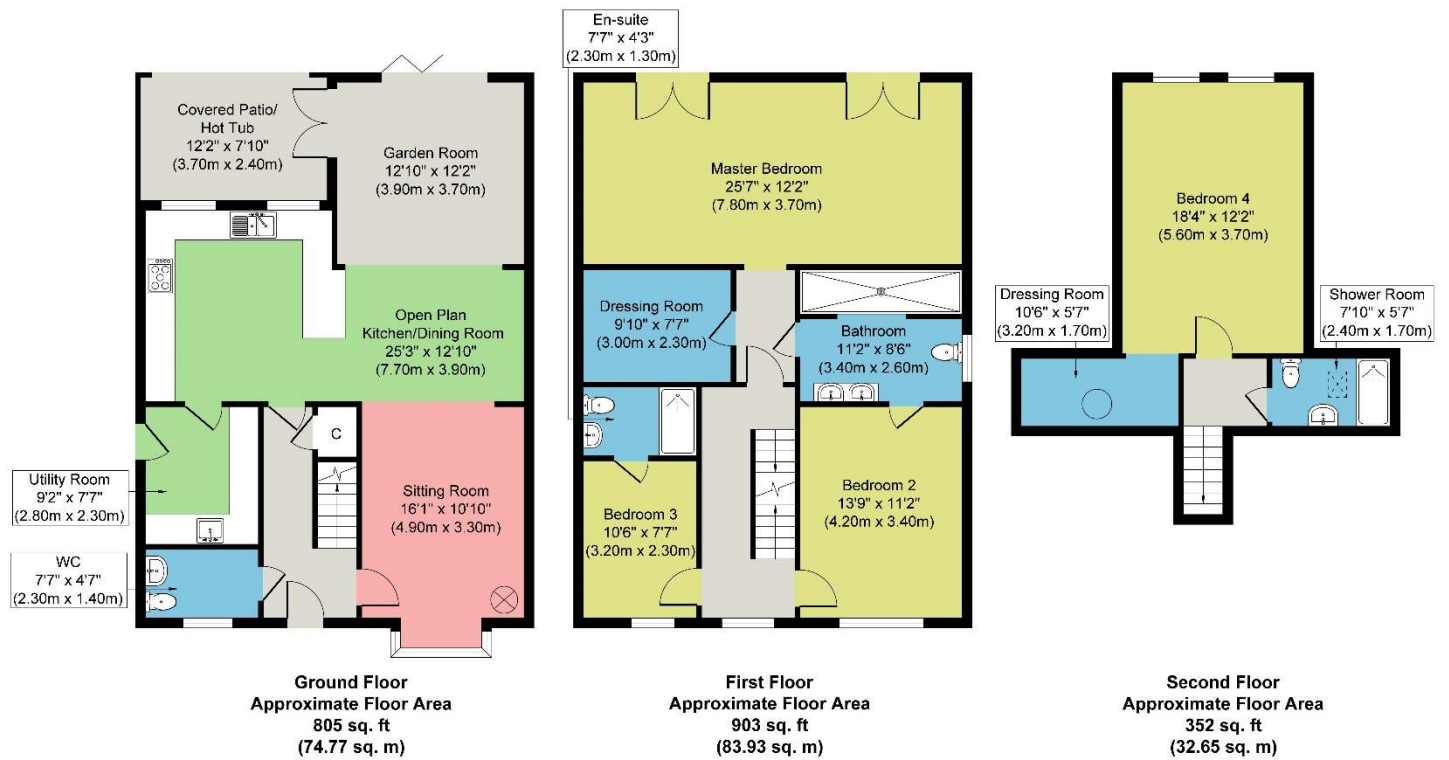 Covered Patio/
Hot Tub
12'2" x 7'10"
(3.70m x 2.40m)
Garden Room
12'10" x 12'2"
(3.90m x 3.70m)
Open Plan
Kitchen/Dining Room
25'3" x 12'10"
(7.70m x 3.90m)
C
Utility Room
9'2" x 7'7"
(2.80m x 2.30m)
Sitting Room
16'1" x 10'10"
(4.90m x 3.30m)
WC
7'7" x 4'7"
(2.30m x 1.40m)
Ground Floor
Approximate Floor Area
805 sq. ft
(74.77 sq. m)
En-suite
7'7" x 4'3"
(2.30m x 1.30m)
Master Bedroom
25'7" x 12'2"
(7.80m x 3.70m)
Dressing Room
9'10" x 7'7"
(3.00m x 2.30m)
Bathroom
11'2" x 8'6"
(3.40m x 2.60m)
Bedroom 3
10'6" x 7'7"
(3.20m x 2.30m)
Bedroom 2
13'9" x 11'2"
(4.20m x 3.40m)
First Floor
Approximate Floor Area
903 sq. ft
(83.93 sq. m)
Bedroom 4
18'4" x 12'2"
(5.60m x 3.70m)
Dressing Room
10'6" x 5'7"
(3.20m x 1.70m)
Shower Room
7'10" x 5'7"
(2.40m x 1.70m)
Second Floor
Approximate Floor Area
352 sq. ft
(32.65 sq. m)